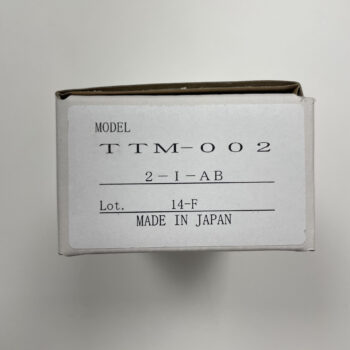 MODEL
TTM-002
2-I-AB
Lot. 14-F
MADE IN JAPAN